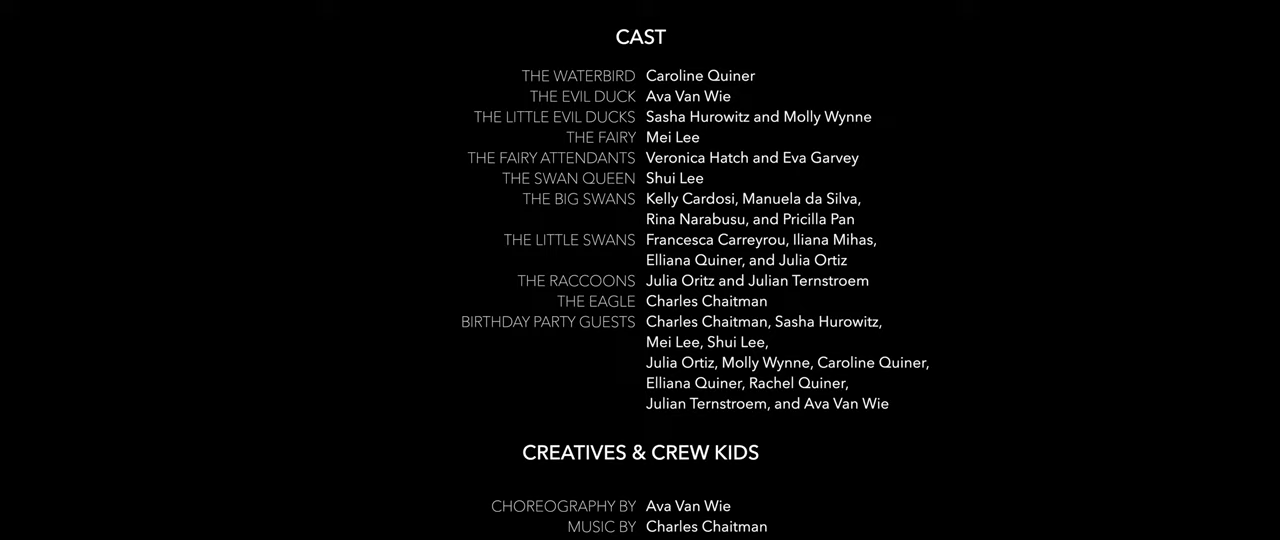 CAST
THE WATERBIRD Caroline Quiner
THE EVIL DUCK Ava Van Wie
THE LITTLE EVIL DUCKS Sasha Hurowitz and Molly Wynne
THE FAIRY Mei Lee
THE FAIRY ATTENDANTS Veronica Hatch and Eva Garvey
THE SWAN QUEEN Shui Lee
THE BIG SWANS Kelly Cardosi, Manuela da Silva,
Rina Narabusu, and Pricilla Pan
THE LITTLE SWANS Francesca Carreyrou, Iliana Mihas,
Elliana Quiner, and Julia Ortiz
THE RACCOONS Julia Oritz and Julian Ternstroem
THE EAGLE Charles Chaitman
BIRTHDAY PARTY GUESTS Charles Chaitman, Sasha Hurowitz,
Mei Lee, Shui Lee,
Julia Ortiz, Molly Wynne, Caroline Quiner,
Elliana Quiner, Rachel Quiner,
Julian Ternstroem, and Ava Van Wie
CREATIVES & CREW KIDS
CHOREOGRAPHY BY Ava Van Wie
MUSIC BY Charles Chaitman